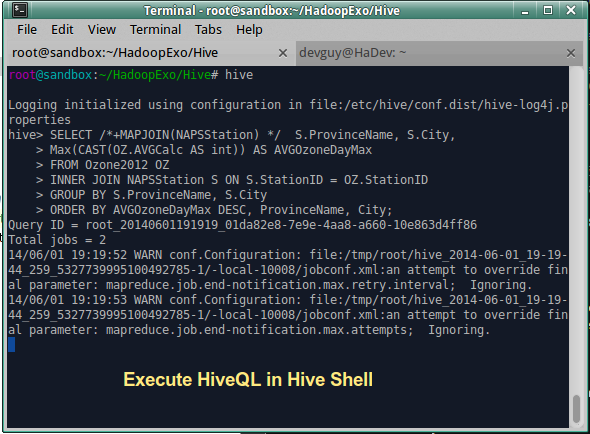 Terminal - root@sandbox:~/HadoopExo/Hive
File Edit View Terminal Tabs Help
root@sandbox:~/HadoopExo/Hive devguy@HaDev: ~
root@sandbox:~/HadoopExo/Hive# hive
Logging initialized using configuration in file:/etc/hive/conf.dist/hive-log4j.p
roperties
hive> SELECT /*+MAPJOIN(NAPSStation) */  S.ProvinceName, S.City,
    > Max(CAST(OZ.AVGCalc AS int)) AS AVGOzoneDayMax
    > FROM Ozone2012 OZ
    > INNER JOIN NAPSStation S ON S.StationID = OZ.StationID
    > GROUP BY S.ProvinceName, S.City
    > ORDER BY AVGOzoneDayMax DESC, ProvinceName, City;
Query ID = root_20140601191919_01da82e8-7e9e-4aa8-a660-10e863d4ff86
Total jobs = 2
14/06/01 19:19:52 WARN conf.Configuration: file:/tmp/root/hive_2014-06-01_19-19-
44_259_5327739995100492785-1/-local-10008/jobconf.xml:an attempt to override fin
al parameter: mapreduce.job.end-notification.max.retry.interval;  Ignoring.
14/06/01 19:19:53 WARN conf.Configuration: file:/tmp/root/hive_2014-06-01_19-19-
44_259_5327739995100492785-1/-local-10008/jobconf.xml:an attempt to override fin
al parameter: mapreduce.job.end-notification.max.attempts;  Ignoring.
Execute HiveQL in Hive Shell